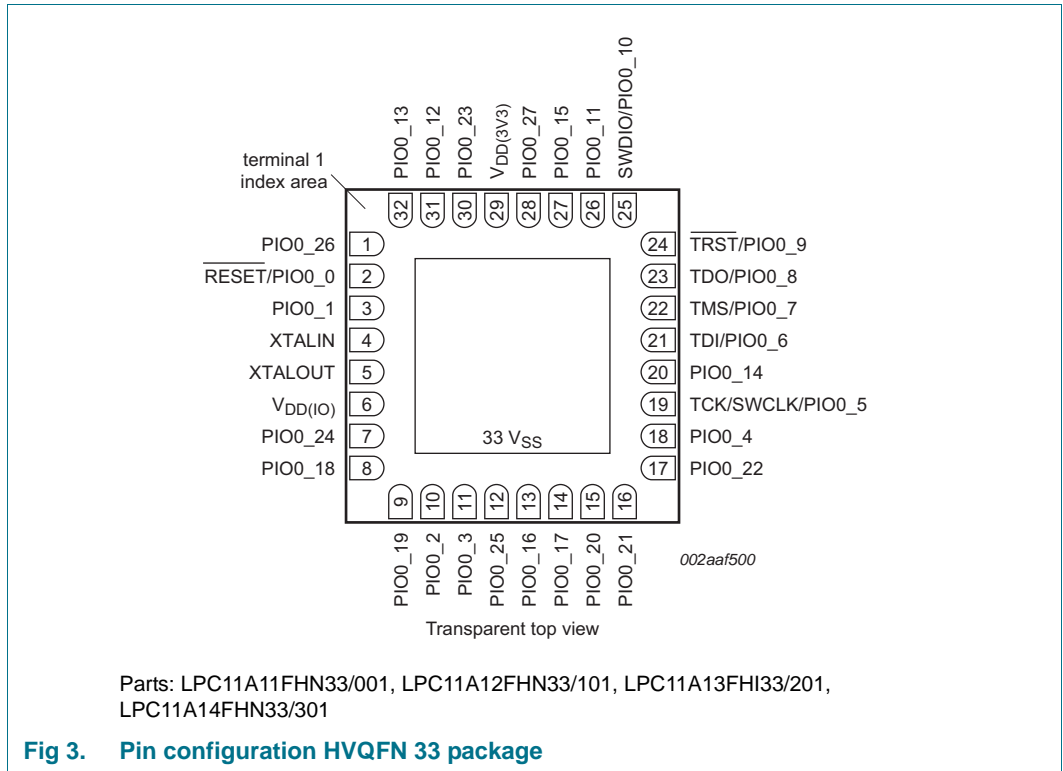 PIO0_13
PIO0_12
PIO0_23
VDD(3V3)
PIO0_27
PIO0_15
PIO0_11
SWDIO/PIO0_10
terminal 1
index area
32
31
30
29
28
27
26
25
PIO0_26 1
RESET/PIO0_0 2
PIO0_1 3
XTALIN 4
XTALOUT 5
VDD(IO) 6
PIO0_24 7
PIO0_18 8
24 TRST/PIO0_9
23 TDO/PIO0_8
22 TMS/PIO0_7
21 TDI/PIO0_6
20 PIO0_14
19 TCK/SWCLK/PIO0_5
18 PIO0_4
17 PIO0_22
33 VSS
9
10
11
12
13
14
15
16
PIO0_19
PIO0_2
PIO0_3
PIO0_25
PIO0_16
PIO0_17
PIO0_20
PIO0_21
002aaf500
Transparent top view
Parts: LPC11A11FHN33/001, LPC11A12FHN33/101, LPC11A13FHI33/201,
LPC11A14FHN33/301
Fig 3. Pin configuration HVQFN 33 package